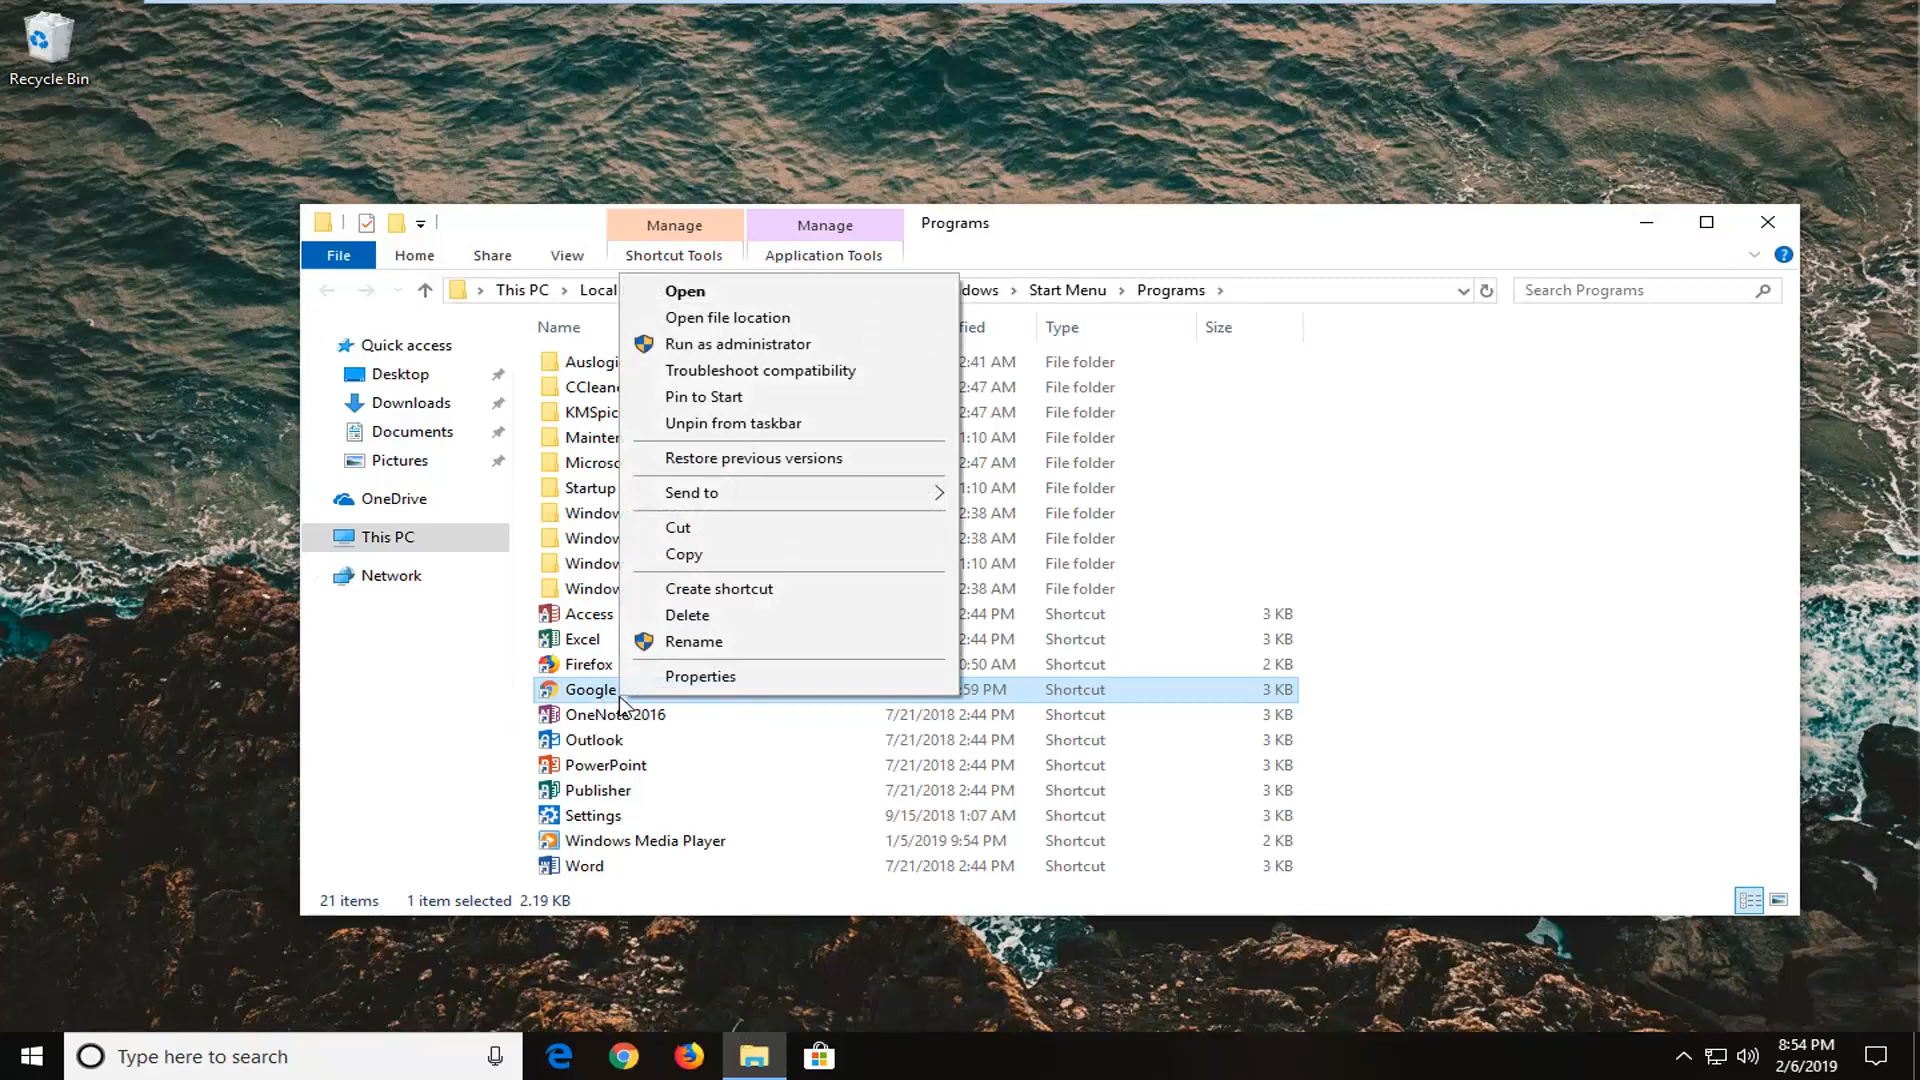 Recycle Bin
Manage
Manage
Programs
File
Home
Share
View
Shortcut Tools
Application Tools
This PC
Local
dows
Start Menu
Programs
Search Programs
Name
fied
Type
Size
Quick access
Desktop
Downloads
Documents
Pictures
OneDrive
This PC
Network
Auslogi
2:41 AM
File folder
CClean
2:47 AM
File folder
KMSpic
2:47 AM
File folder
Mainten
1:10 AM
File folder
Microso
2:47 AM
File folder
Startup
1:10 AM
File folder
Window
2:38 AM
File folder
Window
2:38 AM
File folder
Window
1:10 AM
File folder
Window
2:38 AM
File folder
Access
2:44 PM
Shortcut
3 KB
Excel
2:44 PM
Shortcut
3 KB
Firefox
0:50 AM
Shortcut
2 KB
Google
:59 PM
Shortcut
3 KB
OneNote 2016
7/21/2018 2:44 PM
Shortcut
3 KB
Outlook
7/21/2018 2:44 PM
Shortcut
3 KB
PowerPoint
7/21/2018 2:44 PM
Shortcut
3 KB
Publisher
7/21/2018 2:44 PM
Shortcut
3 KB
Settings
9/15/2018 1:07 AM
Shortcut
3 KB
Windows Media Player
1/5/2019 9:54 PM
Shortcut
2 KB
Word
7/21/2018 2:44 PM
Shortcut
3 KB
Open
Open file location
Run as administrator
Troubleshoot compatibility
Pin to Start
Unpin from taskbar
Restore previous versions
Send to
Cut
Copy
Create shortcut
Delete
Rename
Properties
21 items
1 item selected 2.19 KB
Type here to search
8:54 PM
2/6/2019